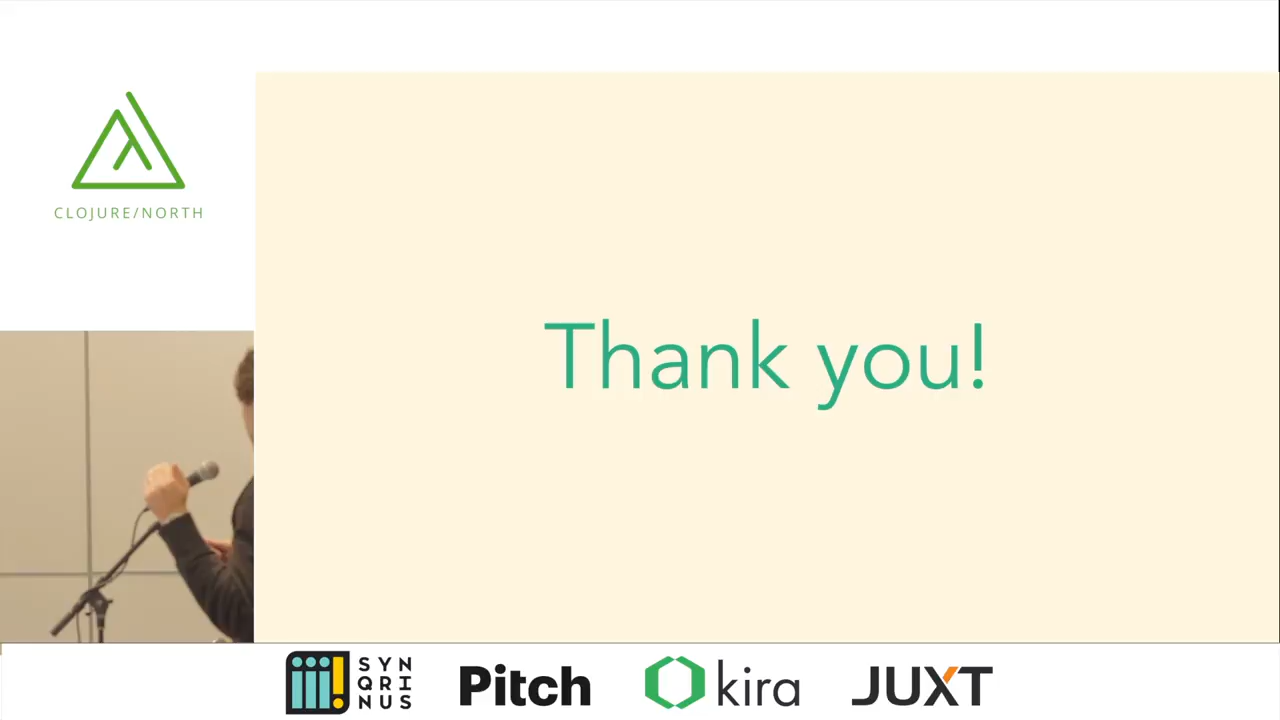 CLOJURE/NORTH
Thank you!
SYN
QRI
NUS
Pitch
kira
JUXT